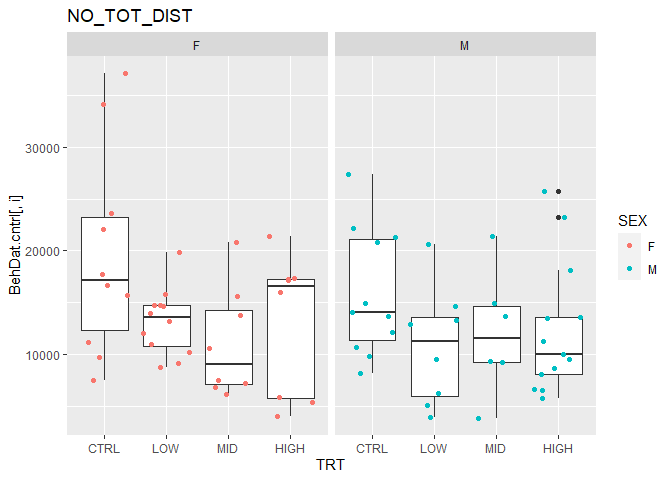 NO_TOT_DIST
F
M
BehDat.cntrl[, i]
30000
20000
10000
CTRL
LOW
MID
HIGH
CTRL
LOW
MID
HIGH
TRT
SEX
F
M